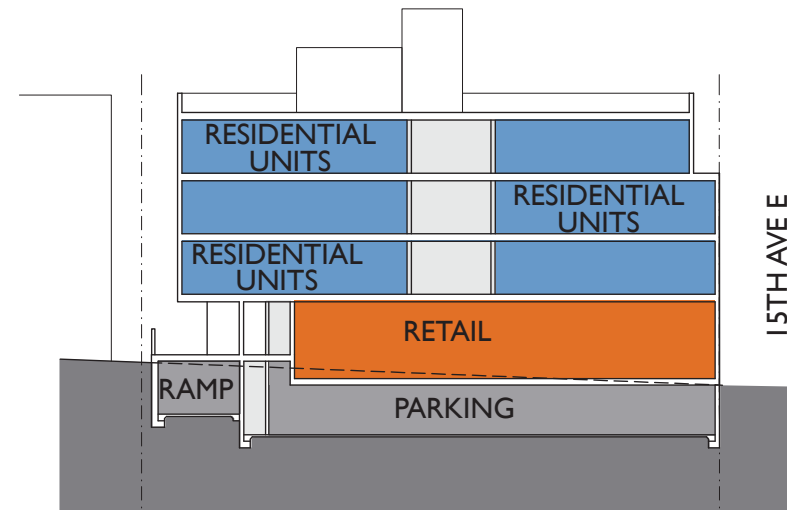 RESIDENTIAL
UNITS
RESIDENTIAL
UNITS
RESIDENTIAL
UNITS
RETAIL
RAMP
PARKING
15TH AVE E